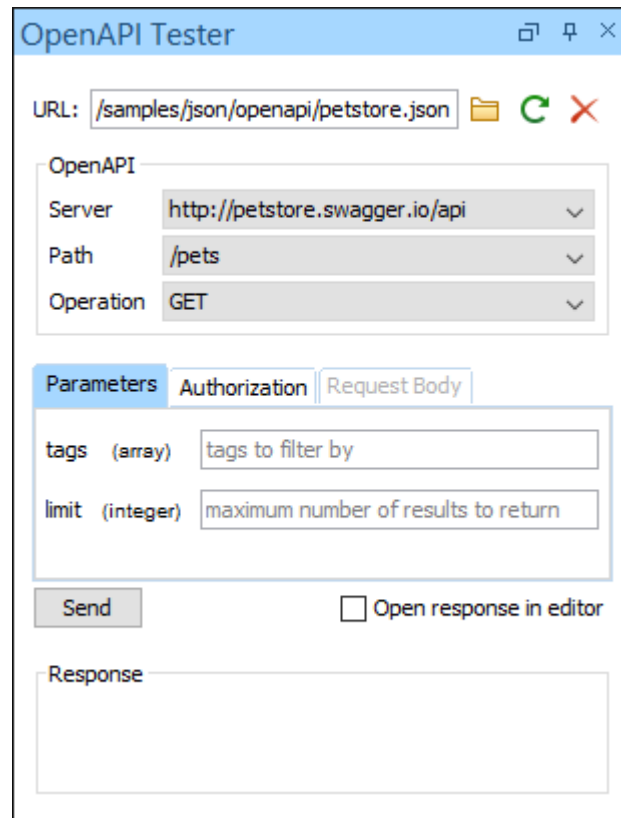 OpenAPI Tester
URL: /samples/json/openapi/petstore.json
OpenAPI
Server http://petstore.swagger.io/api
Path /pets
Operation GET
Parameters Authorization Request Body
tags (array) tags to filter by
limit (integer) maximum number of results to return
Send Open response in editor
Response